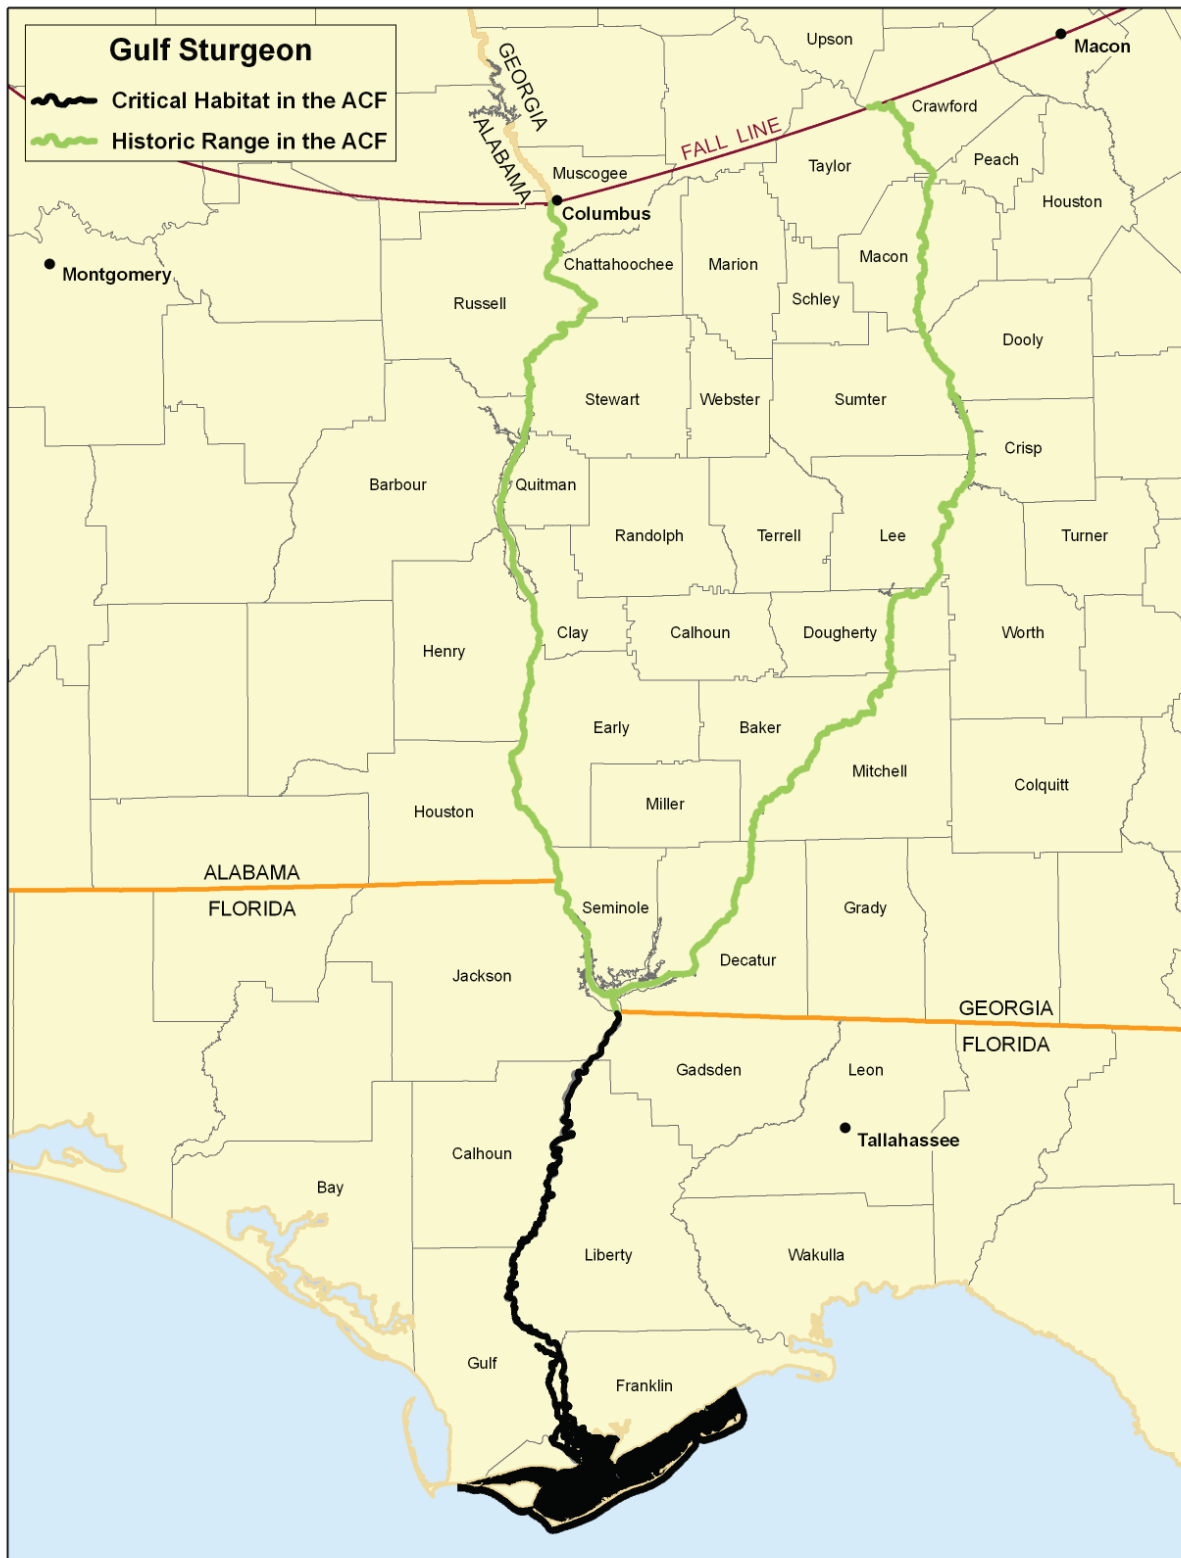 Gulf Sturgeon
Critical Habitat in the ACF
Historic Range in the ACF
GEORGIA
ALABAMA
FALL LINE
Upson
Macon
Crawford
Muscogee
Taylor
Peach
Columbus
Houston
Montgomery
Chattahoochee
Marion
Macon
Russell
Schley
Dooly
Stewart
Webster
Sumter
Crisp
Barbour
Quitman
Randolph
Terrell
Lee
Turner
Clay
Calhoun
Dougherty
Worth
Henry
Early
Baker
Mitchell
Colquitt
Houston
Miller
ALABAMA
FLORIDA
Seminole
Grady
Jackson
Decatur
GEORGIA
FLORIDA
Gadsden
Leon
Tallahassee
Calhoun
Bay
Liberty
Wakulla
Gulf
Franklin